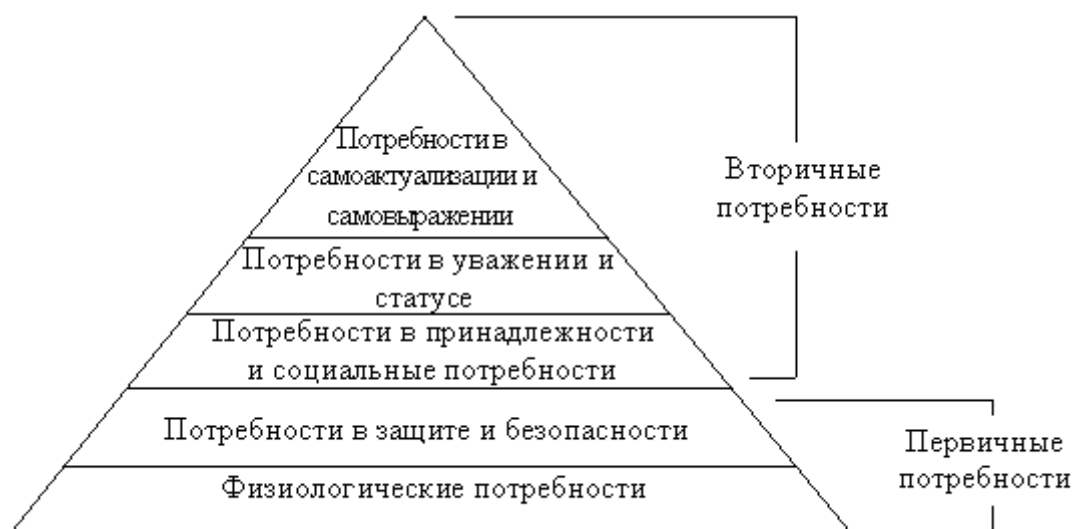 Потребности в
самоактуализации и
самовыражении
Потребности в уважении и
статусе
Потребности в принадлежности
и социальные потребности
Потребности в защите и безопасности
Физиологические потребности
Вторичные
потребности
Первичные
потребности